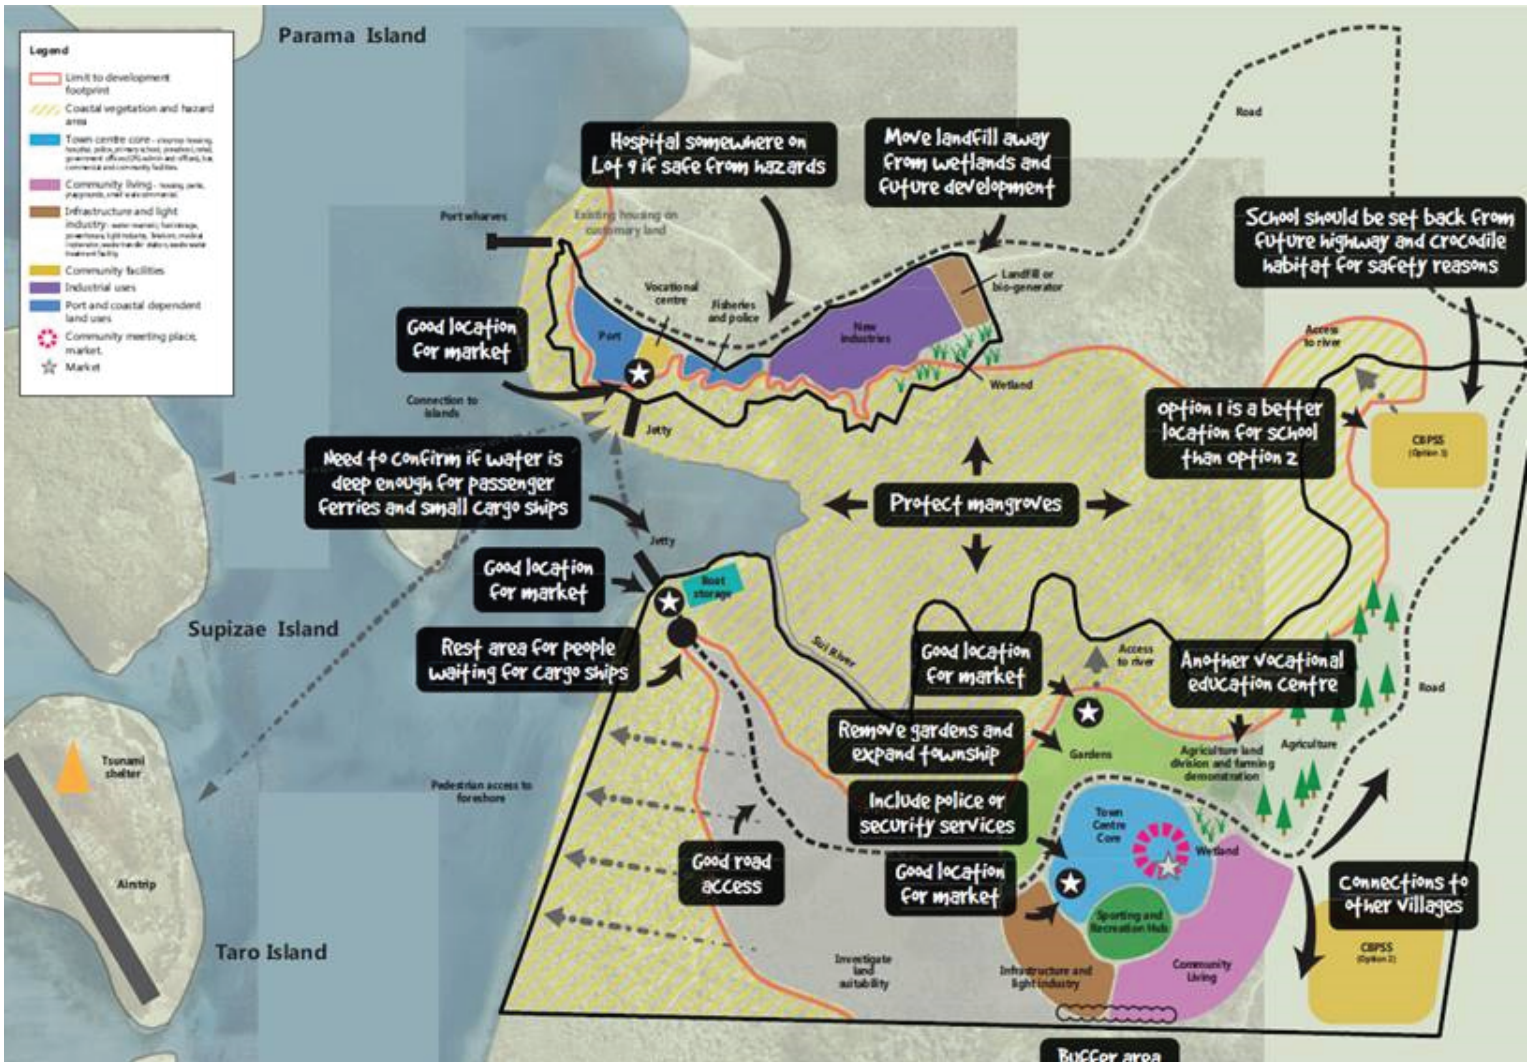 Parama Island
Legend
Limit to development
footprint
Coastal vegetation and hazard
area
Town centre core -
Community living -
Infrastructure and light
industry -
Community facilities
Industrial uses
Port and coastal dependent
land uses
Community meeting place,
market.
Market
Hospital somewhere on
Lot 9 if safe from hazards
Move landfill away
from wetlands and
future development
Road
School should be set back from
future highway and crocodile
habitat for safety reasons
Port wharves
Existing housing on
customary land
Vocational
centre
Fisheries
and police
Landfill or
bio-generator
Good location
for market
Port
New
industries
Access
to river
Wetland
Connection to
islands
Jetty
Option 1 is a better
location for school
than option 2
CBPSS
(Option 1)
Need to confirm if water is
deep enough for passenger
ferries and small cargo ships
Protect mangroves
Jetty
Good location
for market
Boat
storage
Supizae Island
Rest area for people
waiting for cargo ships
Sui River
Good location
for market
Access
to river
Another vocational
education centre
Road
Remove gardens and
expand township
Gardens
Agriculture land
division and farming
demonstration
Agriculture
Tsunami
shelter
Pedestrian access to
foreshore
Include police or
security services
Town
Centre
Core
Wetland
Good road
access
Good location
for market
Airstrip
Connections to
other villages
Sporting and
Recreation Hub
Taro Island
Investigate
land
suitability
Infrastructure and
light industry
Community
Living
CBPSS
(Option 2)
Buffer area